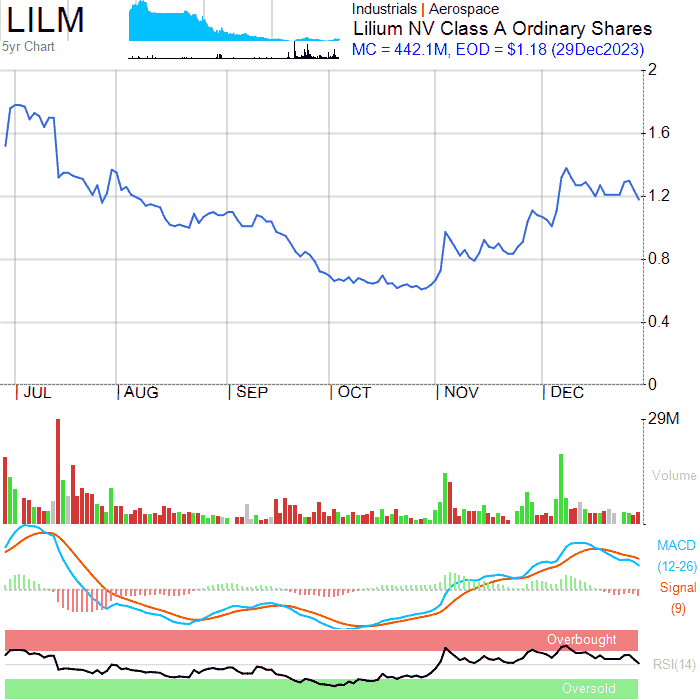 LILM
5yr Chart
Industrials | Aerospace
Lilium NV Class A Ordinary Shares
MC = 442.1M, EOD = $1.18 (29Dec2023)
2
1.6
1.2
0.8
0.4
0
JUL AUG SEP OCT NOV DEC
29M
Volume
MACD
(12-26)
Signal
(9)
Overbought
RSI(14)
Oversold